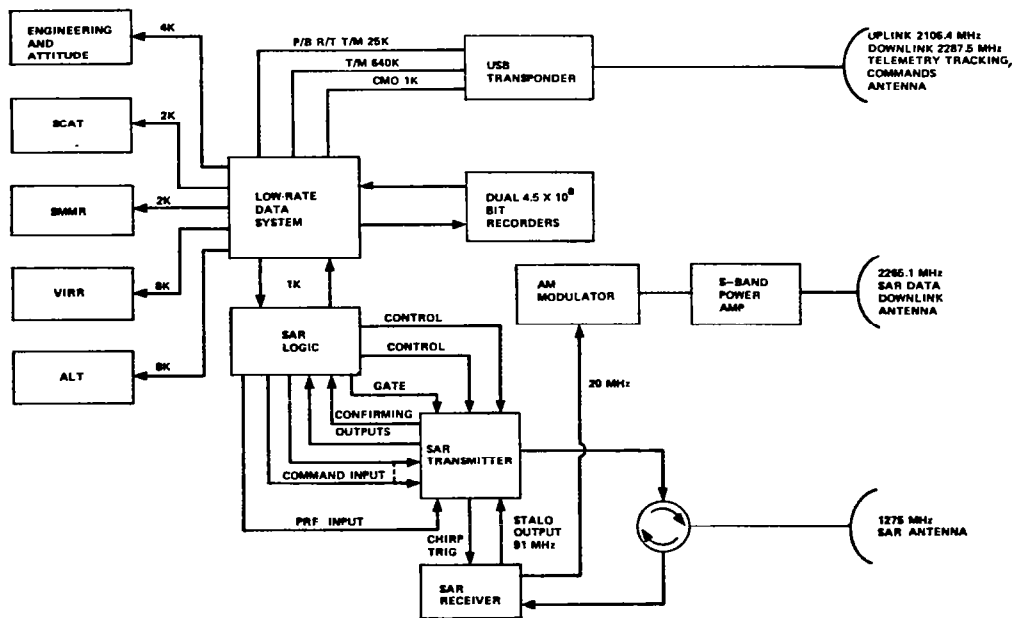 ENGINEERING
AND
ATTITUDE
4K
P/B R/T T/M 25K
T/M 640K
CMO 1K
USB
TRANSPONDER
UPLINK 2106.4 MHz
DOWNLINK 2287.5 MHz
TELEMETRY TRACKING,
COMMANDS
ANTENNA
SCAT
2K
SMMR
2K
LOW-RATE
DATA
SYSTEM
DUAL 4.5 X 10⁸
BIT
RECORDERS
VIRR
8K
1K
AM
MODULATOR
S-BAND
POWER
AMP
2265.1 MHz
SAR DATA
DOWNLINK
ANTENNA
ALT
8K
SAR
LOGIC
CONTROL
CONTROL
GATE
20 MHz
CONFIRMING
OUTPUTS
SAR
TRANSMITTER
COMMAND INPUT
PRF INPUT
CHIRP
TRIG
STALO
OUTPUT
91 MHz
1275 MHz
SAR ANTENNA
SAR
RECEIVER